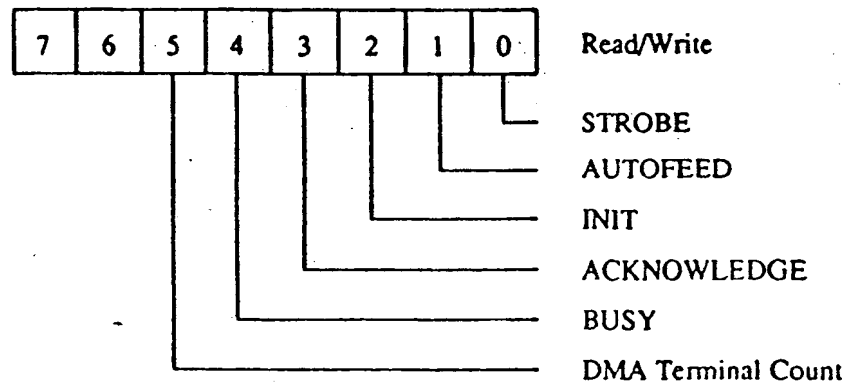 7 6 5 4 3 2 1 0 Read/Write
STROBE
AUTOFEED
INIT
ACKNOWLEDGE
BUSY
DMA Terminal Count